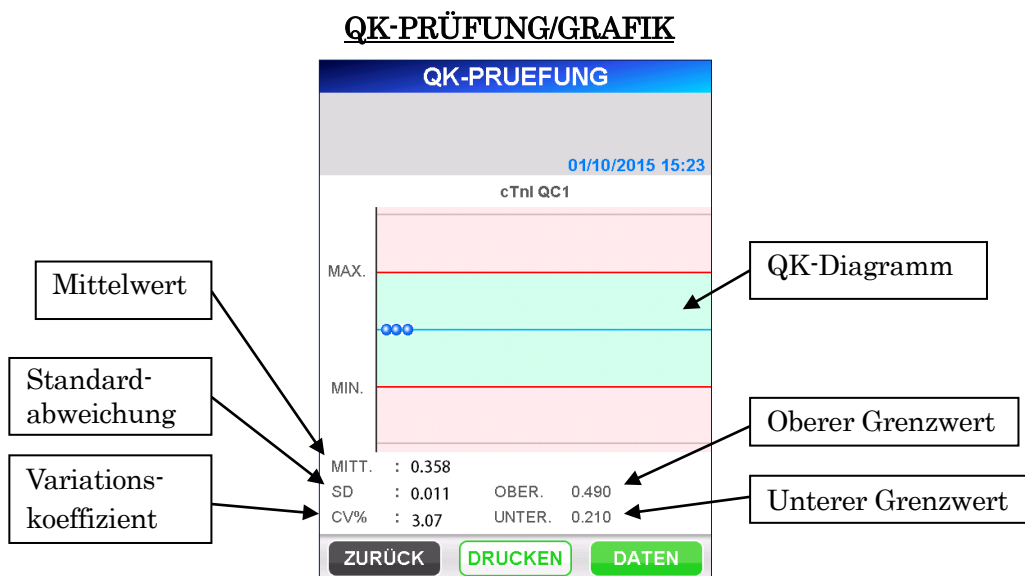 QK-PRÜFUNG/GRAFIK
QK-PRUEFUNG
01/10/2015 15:23
cTnI QC1
MAX.
MIN.
MITT. : 0.358
SD : 0.011 OBER. 0.490
CV% : 3.07 UNTER. 0.210
ZURÜCK DRUCKEN DATEN
Mittelwert
Standard-
abweichung
Variations-
koeffizient
QK-Diagramm
Oberer Grenzwert
Unterer Grenzwert